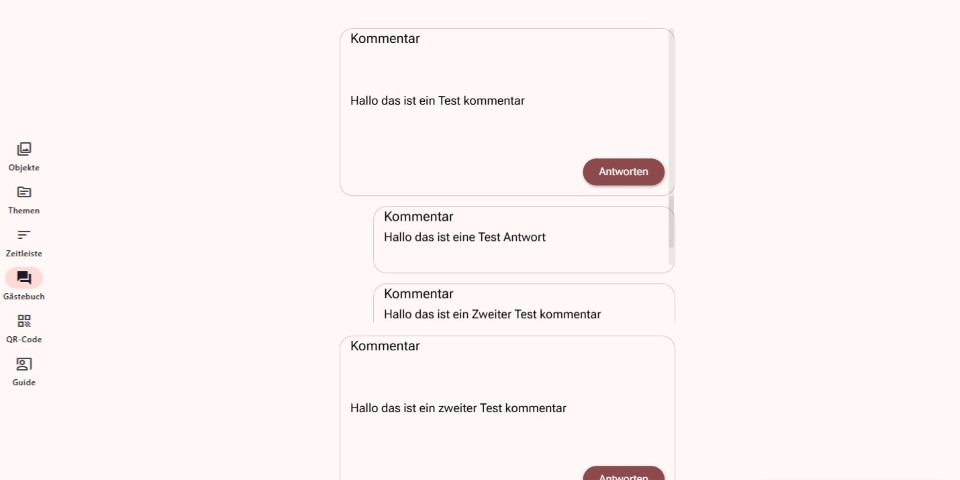 Kommentar
Hallo das ist ein Test kommentar
Antworten
Kommentar
Hallo das ist eine Test Antwort
Kommentar
Hallo das ist ein Zweiter Test kommentar
Kommentar
Hallo das ist ein zweiter Test kommentar
Antworten
Objekte
Themen
Zeitleiste
Gästebuch
QR-Code
Guide